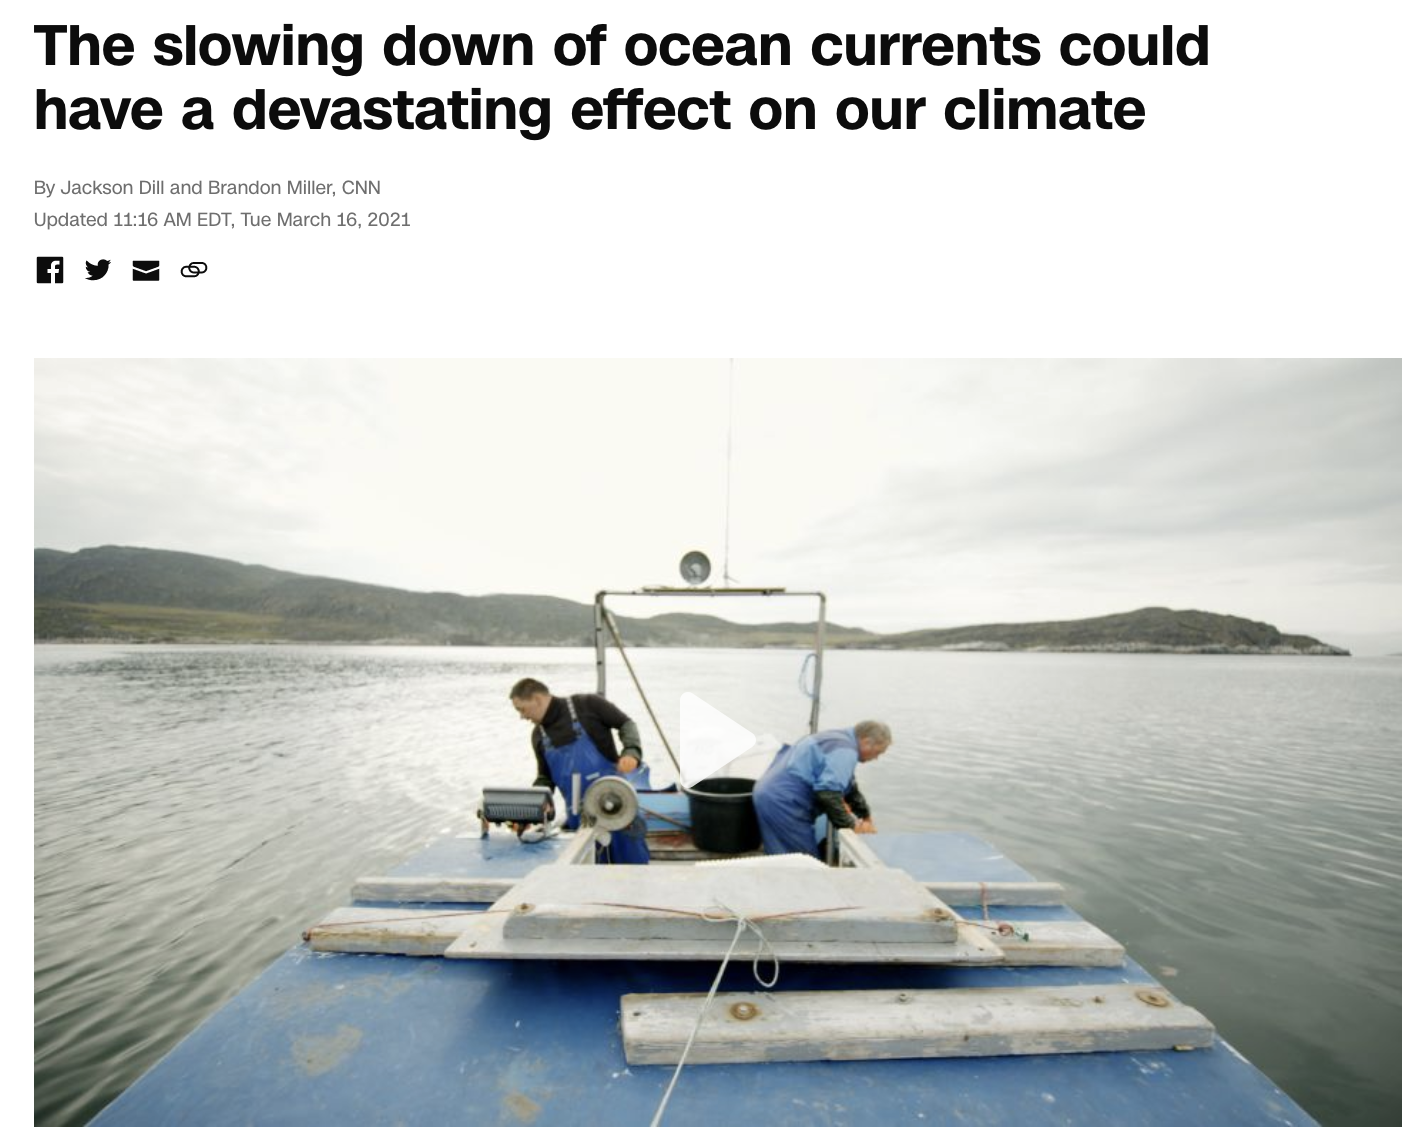 The slowing down of ocean currents could
have a devastating effect on our climate
By Jackson Dill and Brandon Miller, CNN
Updated 11:16 AM EDT, Tue March 16, 2021